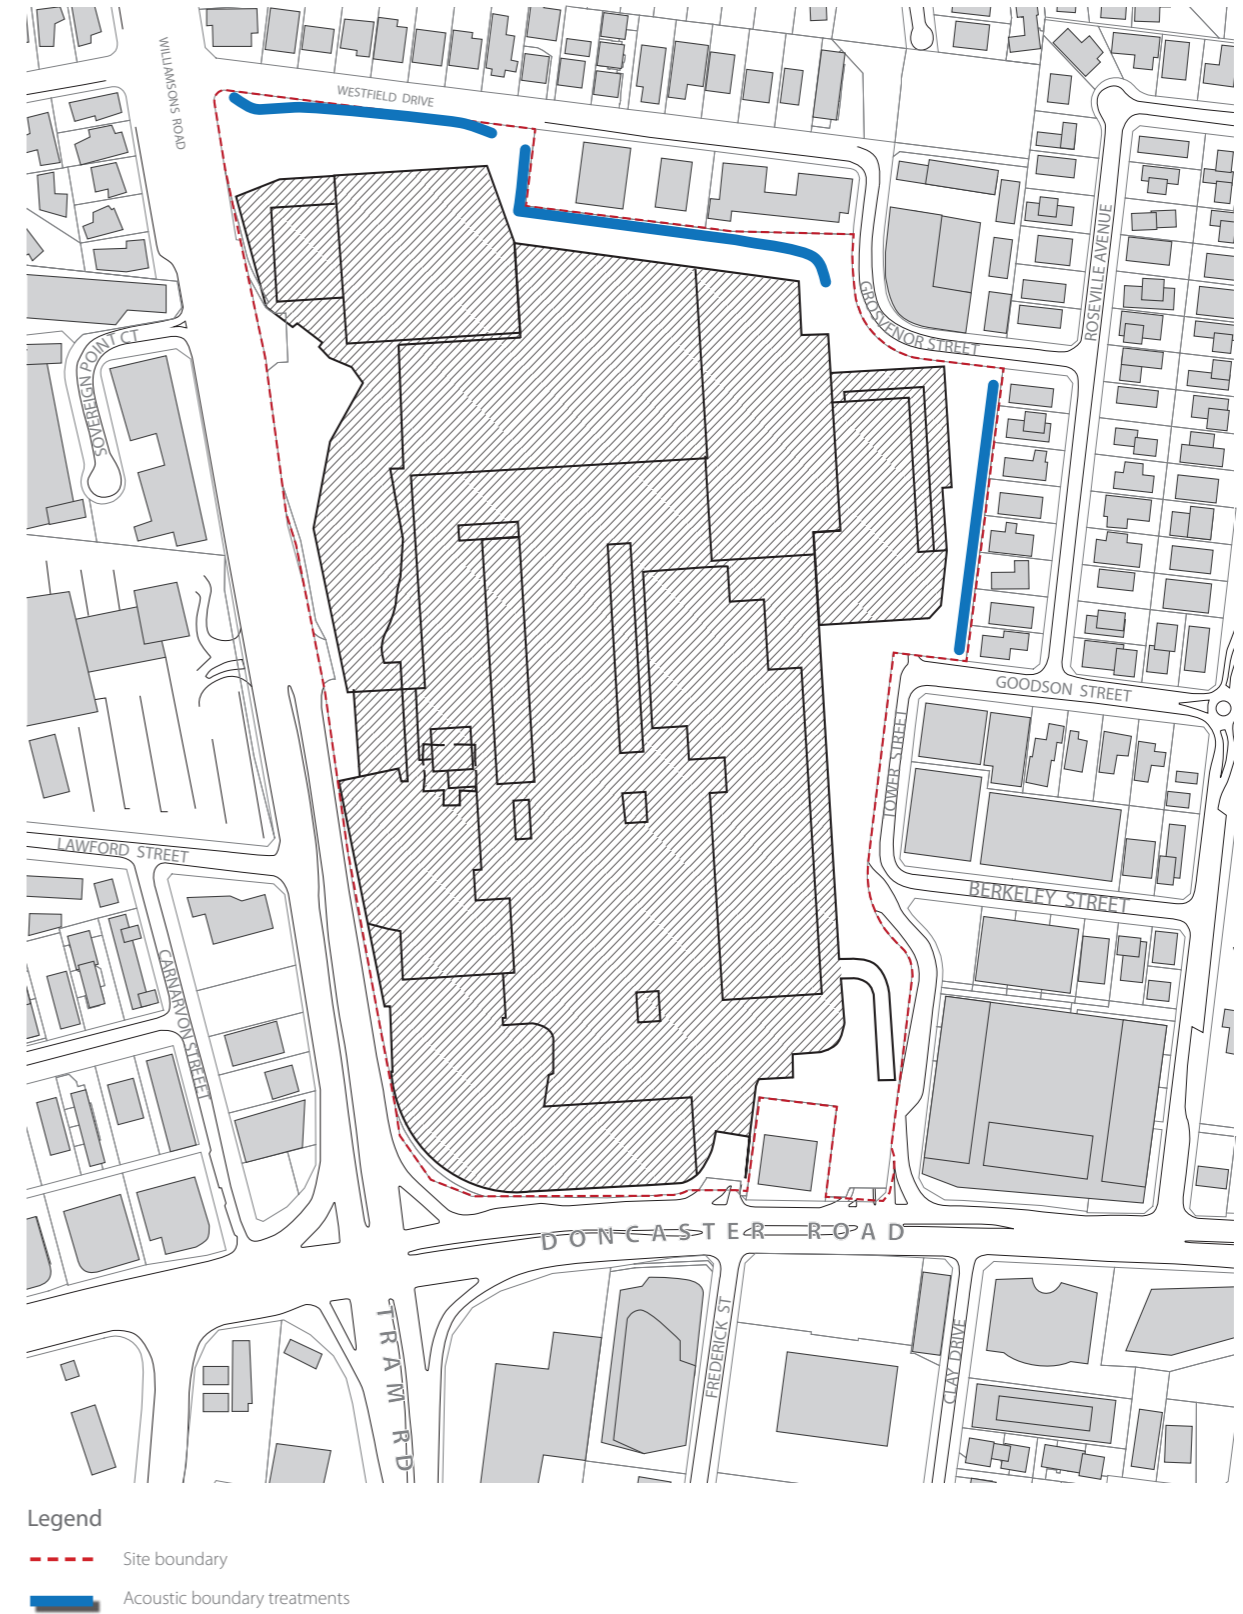 WILLIAMSONS ROAD
WESTFIELD DRIVE
GROSVENOR STREET
ROSEVILLE AVENUE
SOVEREIGN POINT CT
GOODSON STREET
TOWER STREET
LAWFORD STREET
BERKELEY STREET
CARNARVON STREET
DONCASTER ROAD
TRAM RD
FREDERICK ST
CLAY DRIVE
Legend
Site boundary
Acoustic boundary treatments